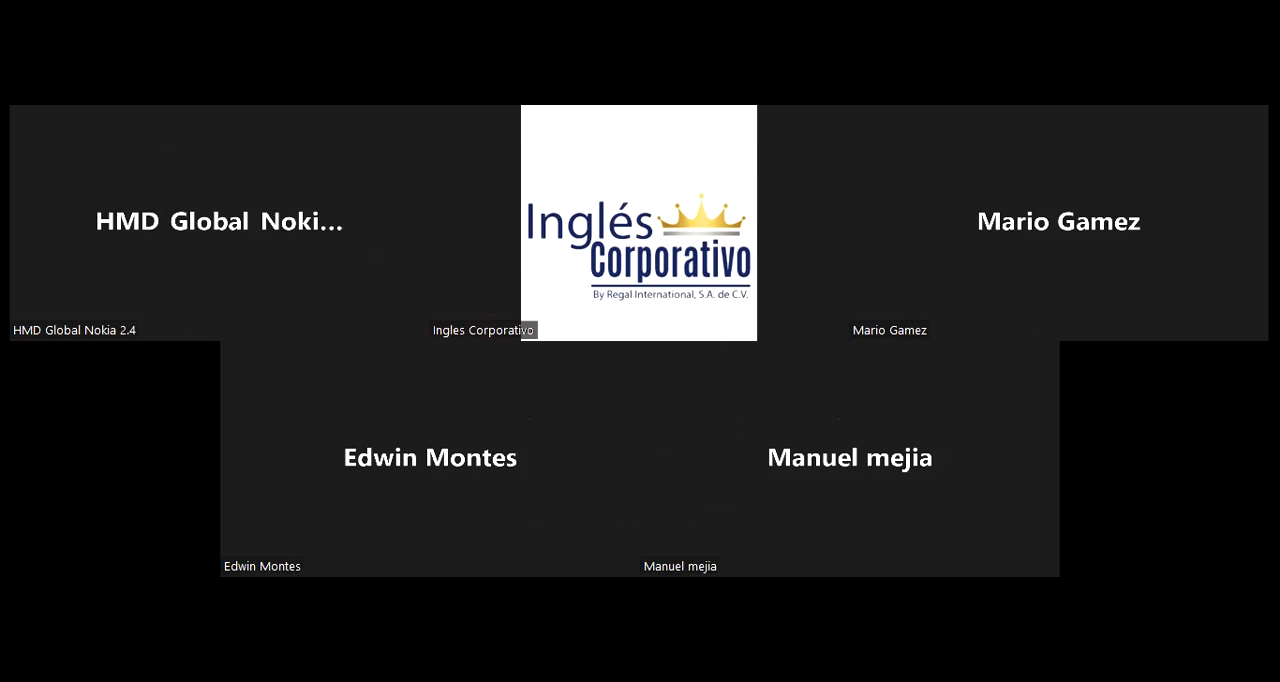 HMD Global Noki...
Inglés
Corporativo
By Regal International, S.A. de C.V.
Mario Gamez
HMD Global Nokia 2.4
Ingles Corporativo
Mario Gamez
Edwin Montes
Manuel mejia
Edwin Montes
Manuel mejia